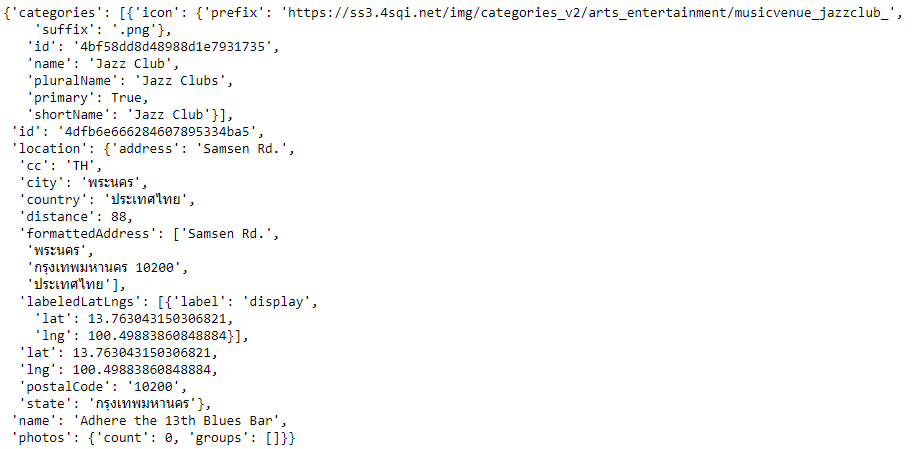 {'categories': [{'icon': {'prefix': 'https://ss3.4sqi.net/img/categories_v2/arts_entertainment/musicvenue_jazzclub_',
    'suffix': '.png'},
   'id': '4bf58dd8d48988d1e7931735',
   'name': 'Jazz Club',
   'pluralName': 'Jazz Clubs',
   'primary': True,
   'shortName': 'Jazz Club'}],
 'id': '4dfb6e666284607895334ba5',
 'location': {'address': 'Samsen Rd.',
  'cc': 'TH',
  'city': 'พระนคร',
  'country': 'ประเทศไทย',
  'distance': 88,
  'formattedAddress': ['Samsen Rd.',
   'พระนคร',
   'กรุงเทพมหานคร 10200',
   'ประเทศไทย'],
  'labeledLatLngs': [{'label': 'display',
    'lat': 13.763043150306821,
    'lng': 100.49883860848884}],
  'lat': 13.763043150306821,
  'lng': 100.49883860848884,
  'postalCode': '10200',
  'state': 'กรุงเทพมหานคร'},
 'name': 'Adhere the 13th Blues Bar',
 'photos': {'count': 0, 'groups': []}}